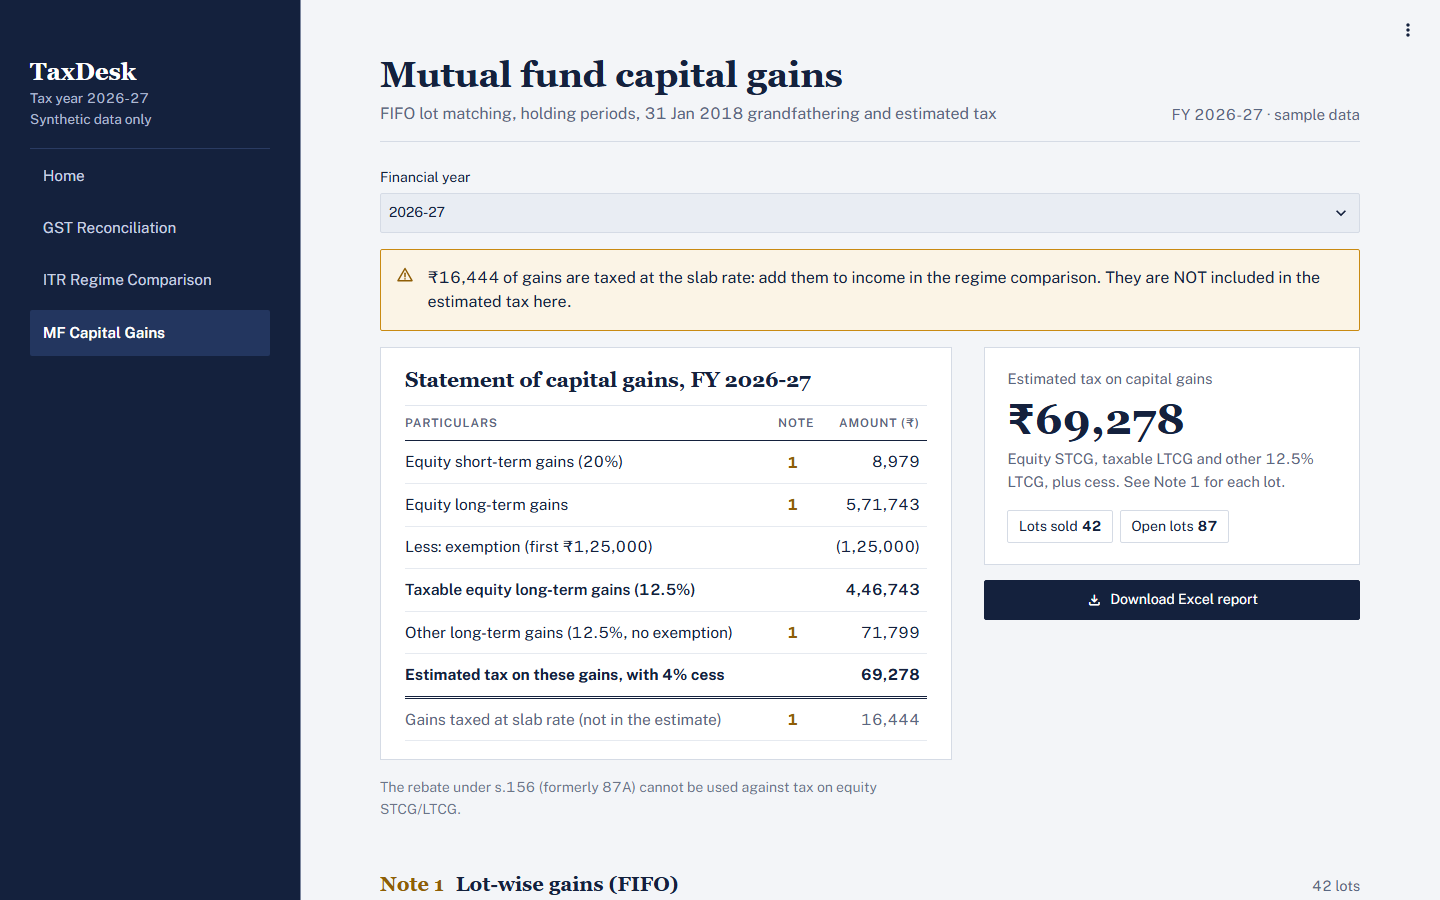 TaxDesk
Tax year 2026-27
Synthetic data only
Home
GST Reconciliation
ITR Regime Comparison
MF Capital Gains
Mutual fund capital gains
FIFO lot matching, holding periods, 31 Jan 2018 grandfathering and estimated tax
FY 2026-27 · sample data
Financial year
2026-27
₹16,444 of gains are taxed at the slab rate: add them to income in the regime comparison. They are NOT included in the
estimated tax here.
Statement of capital gains, FY 2026-27
PARTICULARS NOTE AMOUNT (₹)
Equity short-term gains (20%) 1 8,979
Equity long-term gains 1 5,71,743
Less: exemption (first ₹1,25,000) (1,25,000)
Taxable equity long-term gains (12.5%) 4,46,743
Other long-term gains (12.5%, no exemption) 1 71,799
Estimated tax on these gains, with 4% cess 69,278
Gains taxed at slab rate (not in the estimate) 1 16,444
The rebate under s.156 (formerly 87A) cannot be used against tax on equity
STCG/LTCG.
Estimated tax on capital gains
₹69,278
Equity STCG, taxable LTCG and other 12.5%
LTCG, plus cess. See Note 1 for each lot.
Lots sold 42 Open lots 87
Download Excel report
Note 1 Lot-wise gains (FIFO)
42 lots